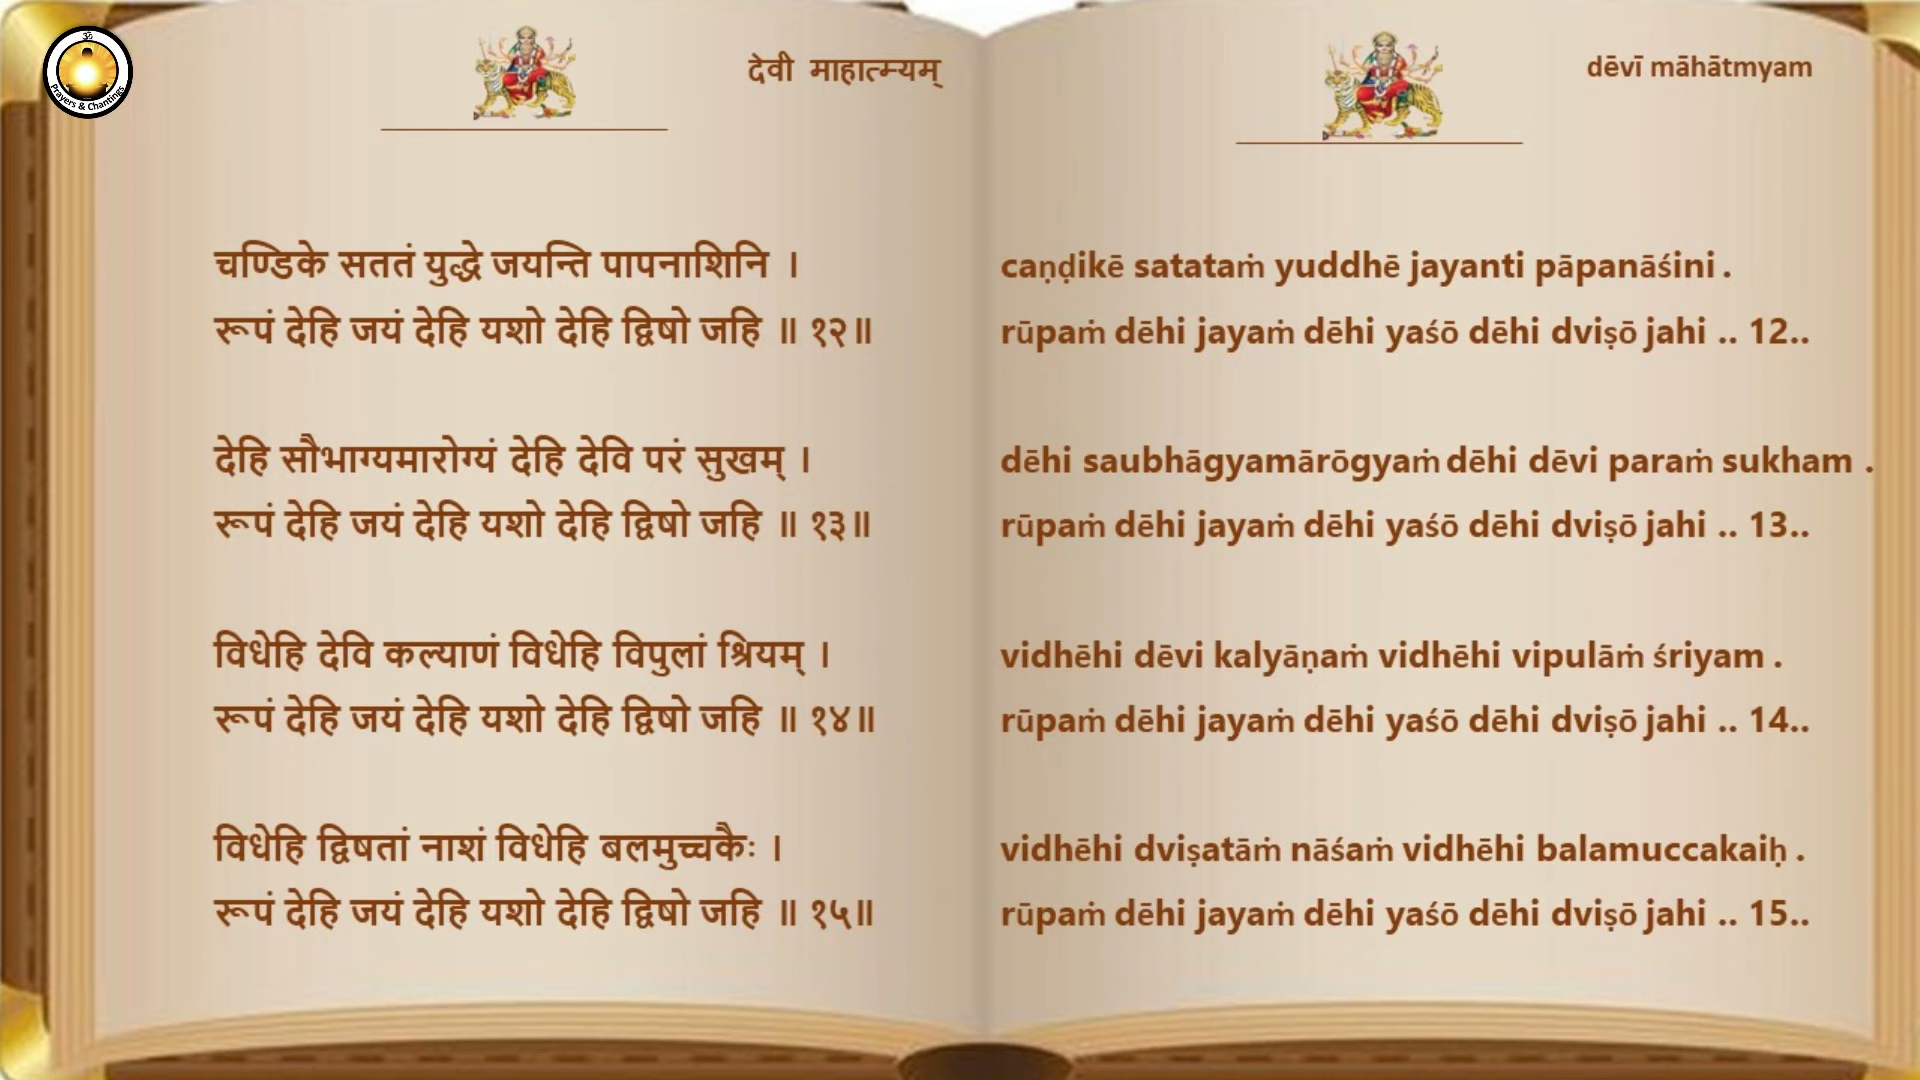 ॐ
Prayers & Chantings
देवी माहात्म्यम्
चण्डिके सततं युद्धे जयन्ति पापनाशिनि ।
रूपं देहि जयं देहि यशो देहि द्विषो जहि ॥ १२॥
देहि सौभाग्यमारोग्यं देहि देवि परं सुखम् ।
रूपं देहि जयं देहि यशो देहि द्विषो जहि ॥ १३॥
विधेहि देवि कल्याणं विधेहि विपुलां श्रियम् ।
रूपं देहि जयं देहि यशो देहि द्विषो जहि ॥ १४॥
विधेहि द्विषतां नाशं विधेहि बलमुच्चकैः ।
रूपं देहि जयं देहि यशो देहि द्विषो जहि ॥ १५॥
dēvī māhātmyam
caṇḍikē satataṁ yuddhē jayanti pāpanāśini .
rūpaṁ dēhi jayaṁ dēhi yaśō dēhi dviṣō jahi .. 12..
dēhi saubhāgyamārōgyaṁ dēhi dēvi paraṁ sukham .
rūpaṁ dēhi jayaṁ dēhi yaśō dēhi dviṣō jahi .. 13..
vidhēhi dēvi kalyāṇaṁ vidhēhi vipulāṁ śriyam .
rūpaṁ dēhi jayaṁ dēhi yaśō dēhi dviṣō jahi .. 14..
vidhēhi dviṣatāṁ nāśaṁ vidhēhi balamuccakaiḥ .
rūpaṁ dēhi jayaṁ dēhi yaśō dēhi dviṣō jahi .. 15..